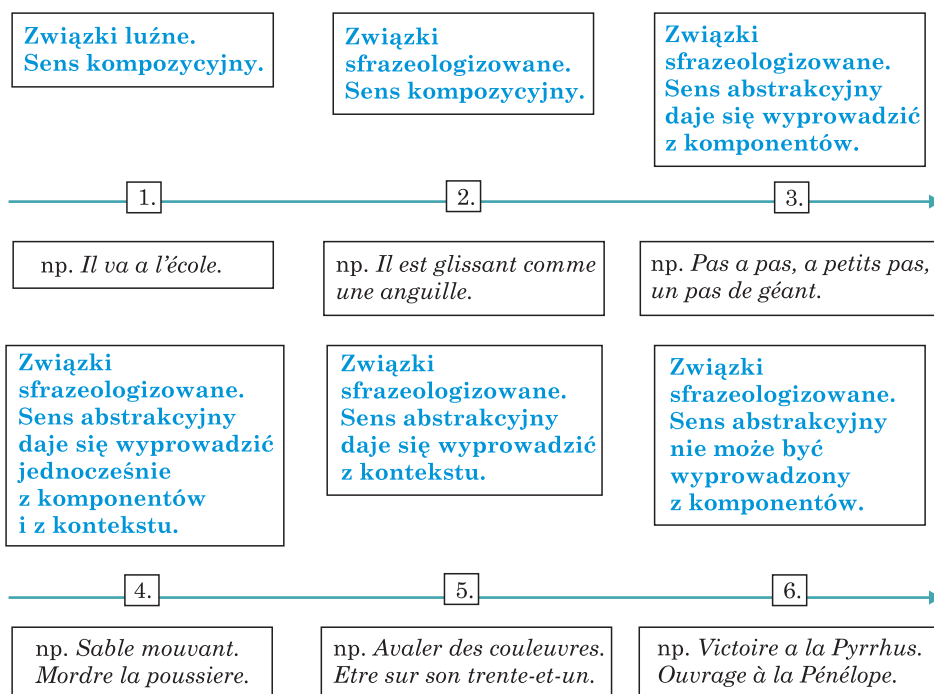 Związki luźne.
Sens kompozycyjny.
Związki
sfrazeologizowane.
Sens kompozycyjny.
Związki
sfrazeologizowane.
Sens abstrakcyjny
daje się wyprowadzić
z komponentów.
1.
2.
3.
np. Il va a l'école.
np. Il est glissant comme
une anguille.
np. Pas a pas, a petits pas,
un pas de géant.
Związki
sfrazeologizowane.
Sens abstrakcyjny
daje się wyprowadzić
jednocześnie
z komponentów
i z kontekstu.
Związki
sfrazeologizowane.
Sens abstrakcyjny
daje się wyprowadzić
z kontekstu.
Związki
sfrazeologizowane.
Sens abstrakcyjny
nie może być
wyprowadzony
z komponentów.
4.
5.
6.
np. Sable mouvant.
Mordre la poussiere.
np. Avaler des couleuvres.
Etre sur son trente-et-un.
np. Victoire a la Pyrrhus.
Ouvrage à la Pénélope.